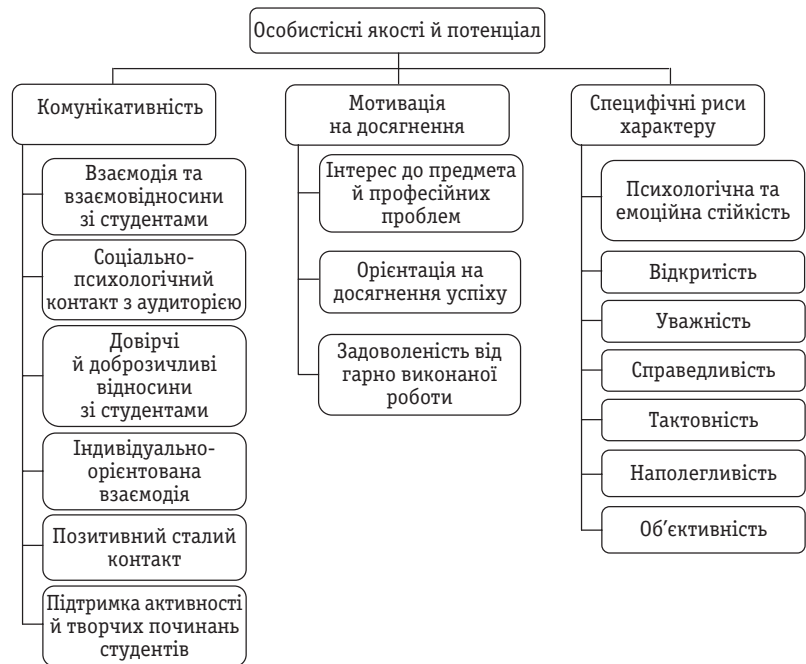 Особистісні якості й потенціал
Комунікативність
Взаємодія та
взаємовідносини
зі студентами
Соціально-
психологічний
контакт з аудиторією
Довірчі
й доброзичливі
відносини
зі студентами
Індивідуально-
орієнтована
взаємодія
Позитивний сталий
контакт
Підтримка активності
й творчих починань
студентів
Мотивація
на досягнення
Інтерес до предмета
й професійних
проблем
Орієнтація на
досягнення успіху
Задоволеність від
гарно виконаної
роботи
Специфічні риси
характеру
Психологічна та
емоційна стійкість
Відкритість
Уважність
Справедливість
Тактовність
Наполегливість
Об’єктивність